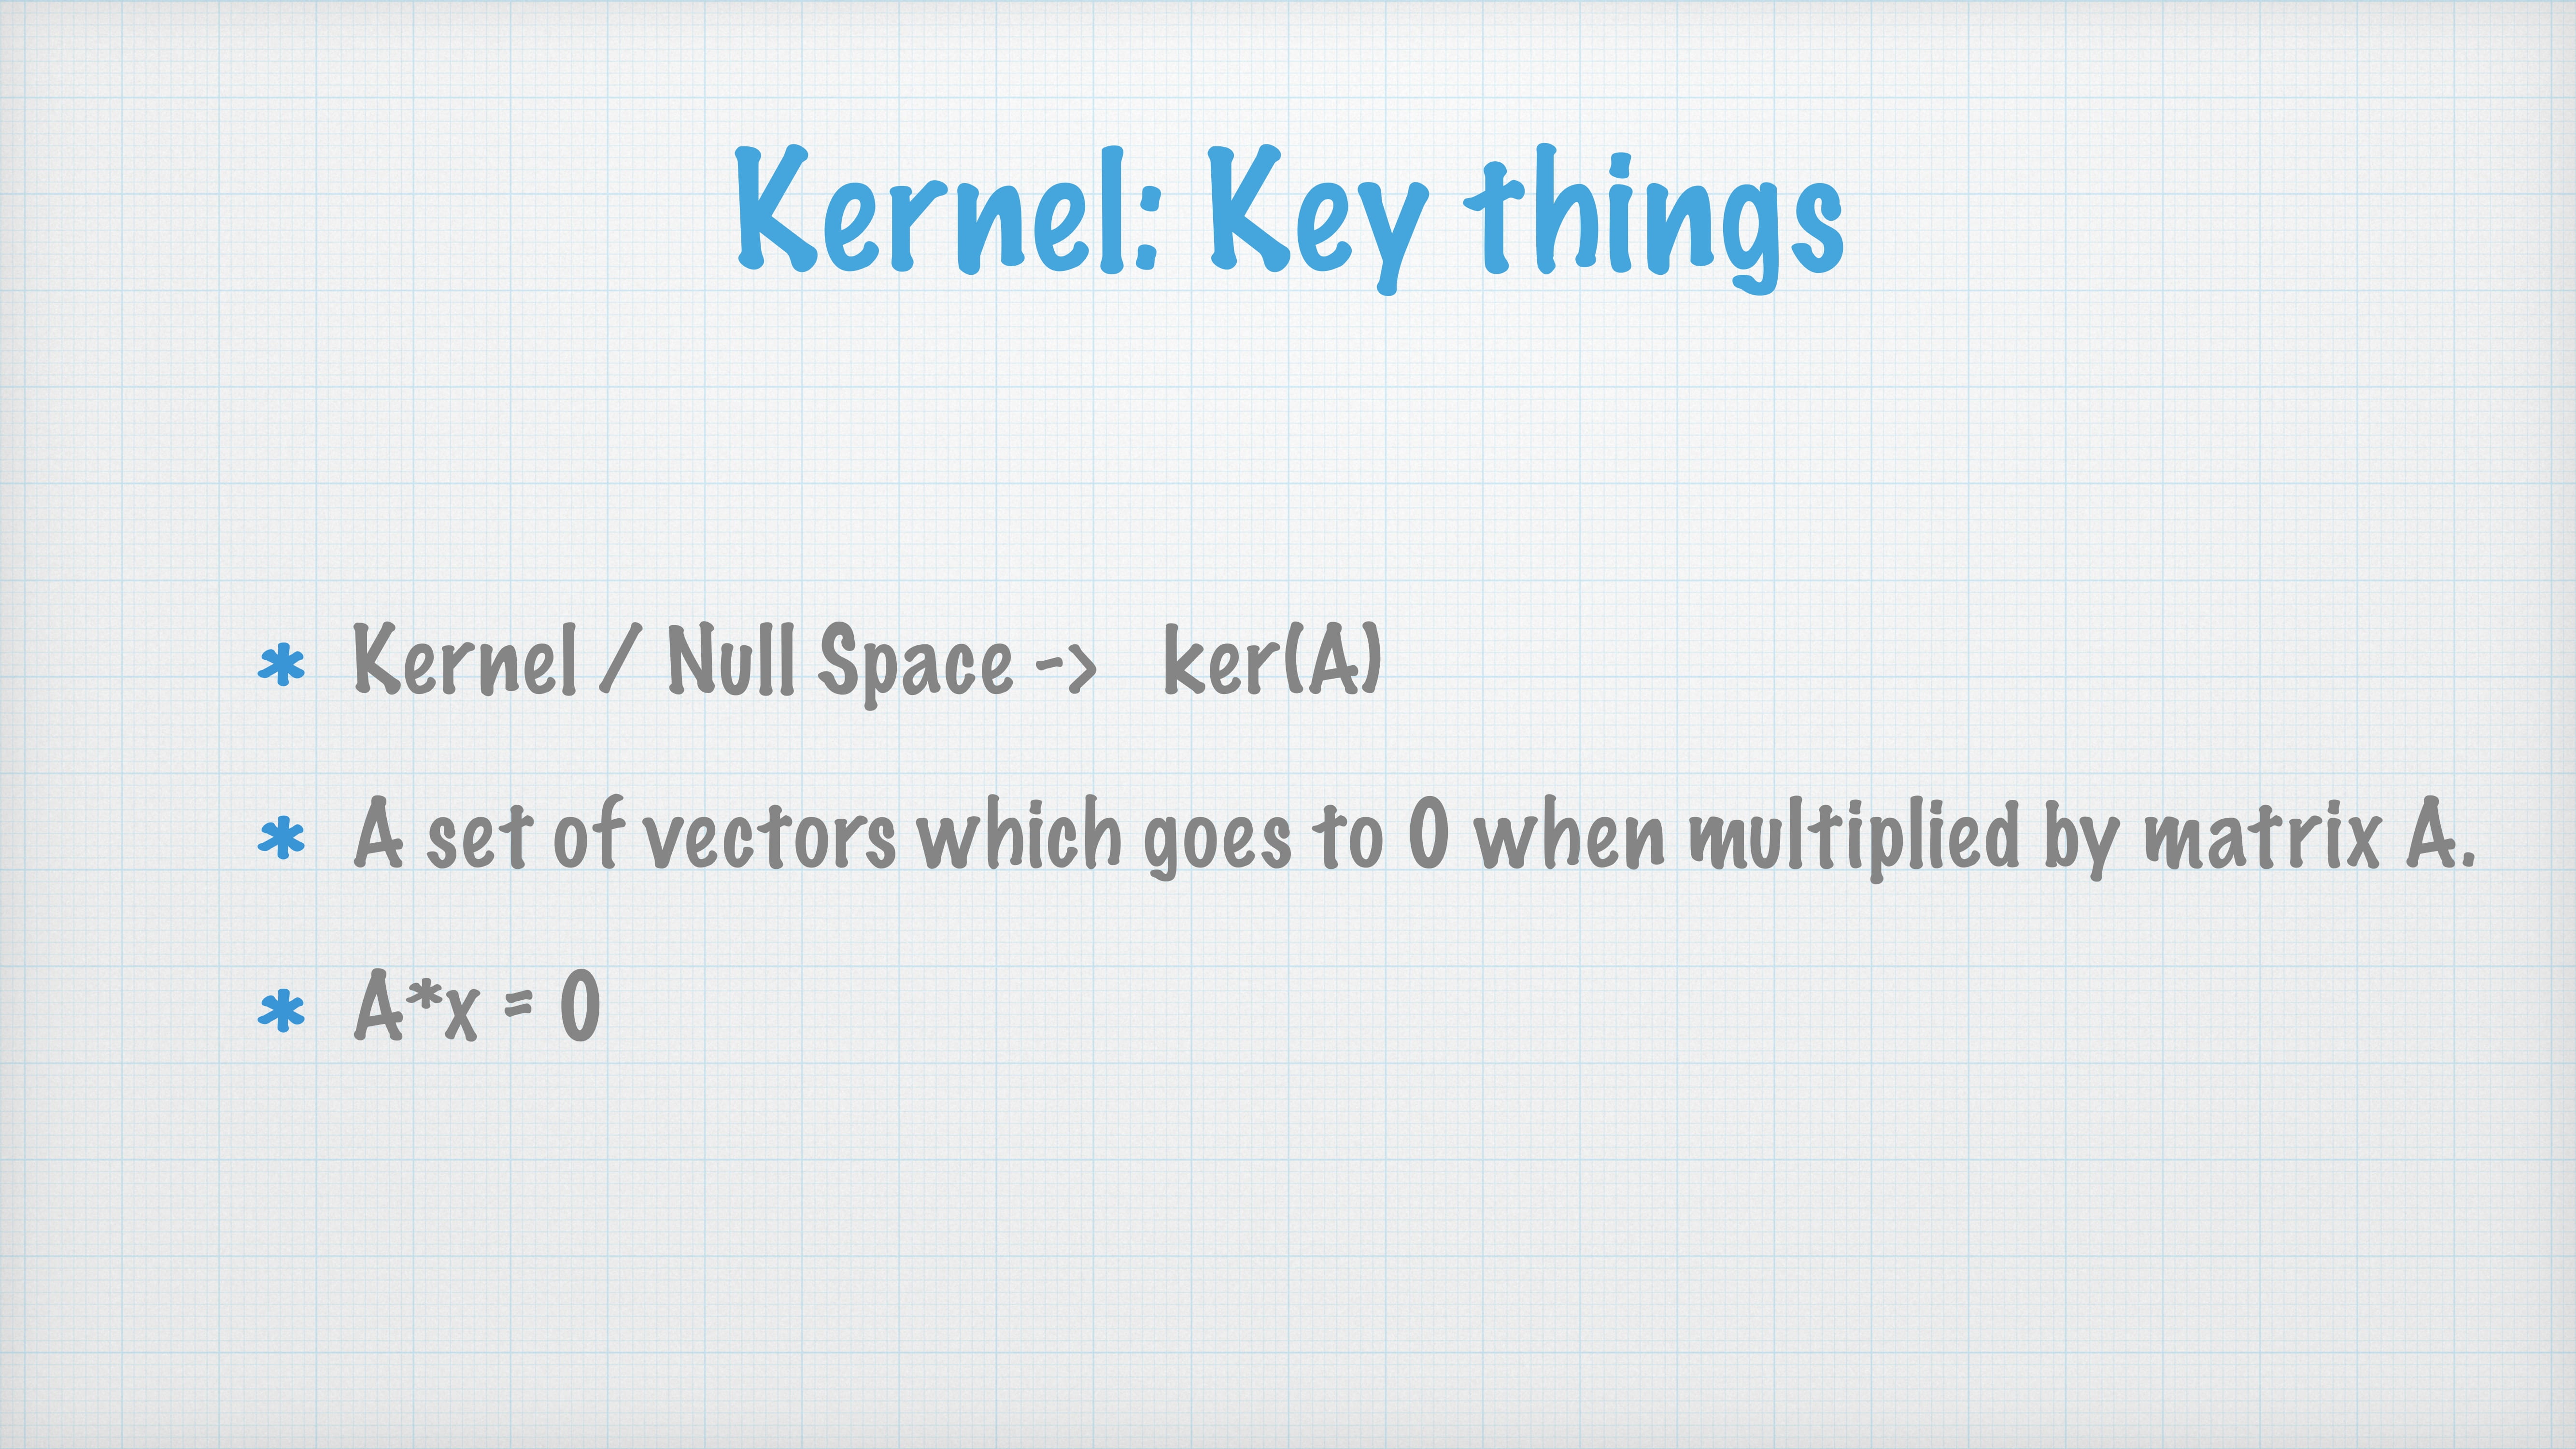 Kernel: Key things
* Kernel / Null Space -> ker(A)
* A set of vectors which goes to 0 when multiplied by matrix A.
* A*x = 0